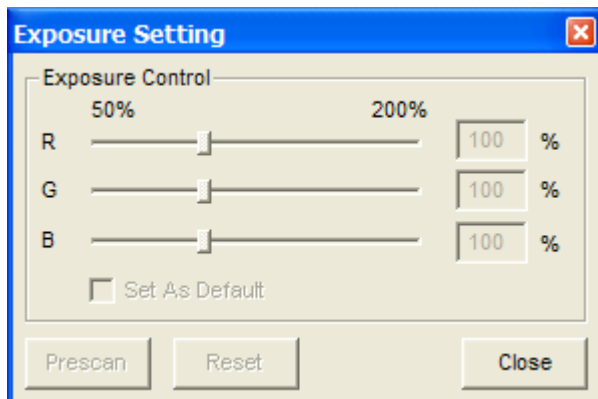 Exposure Setting
Exposure Control
50% 200%
R 100 %
G 100 %
B 100 %
Set As Default
Prescan Reset Close